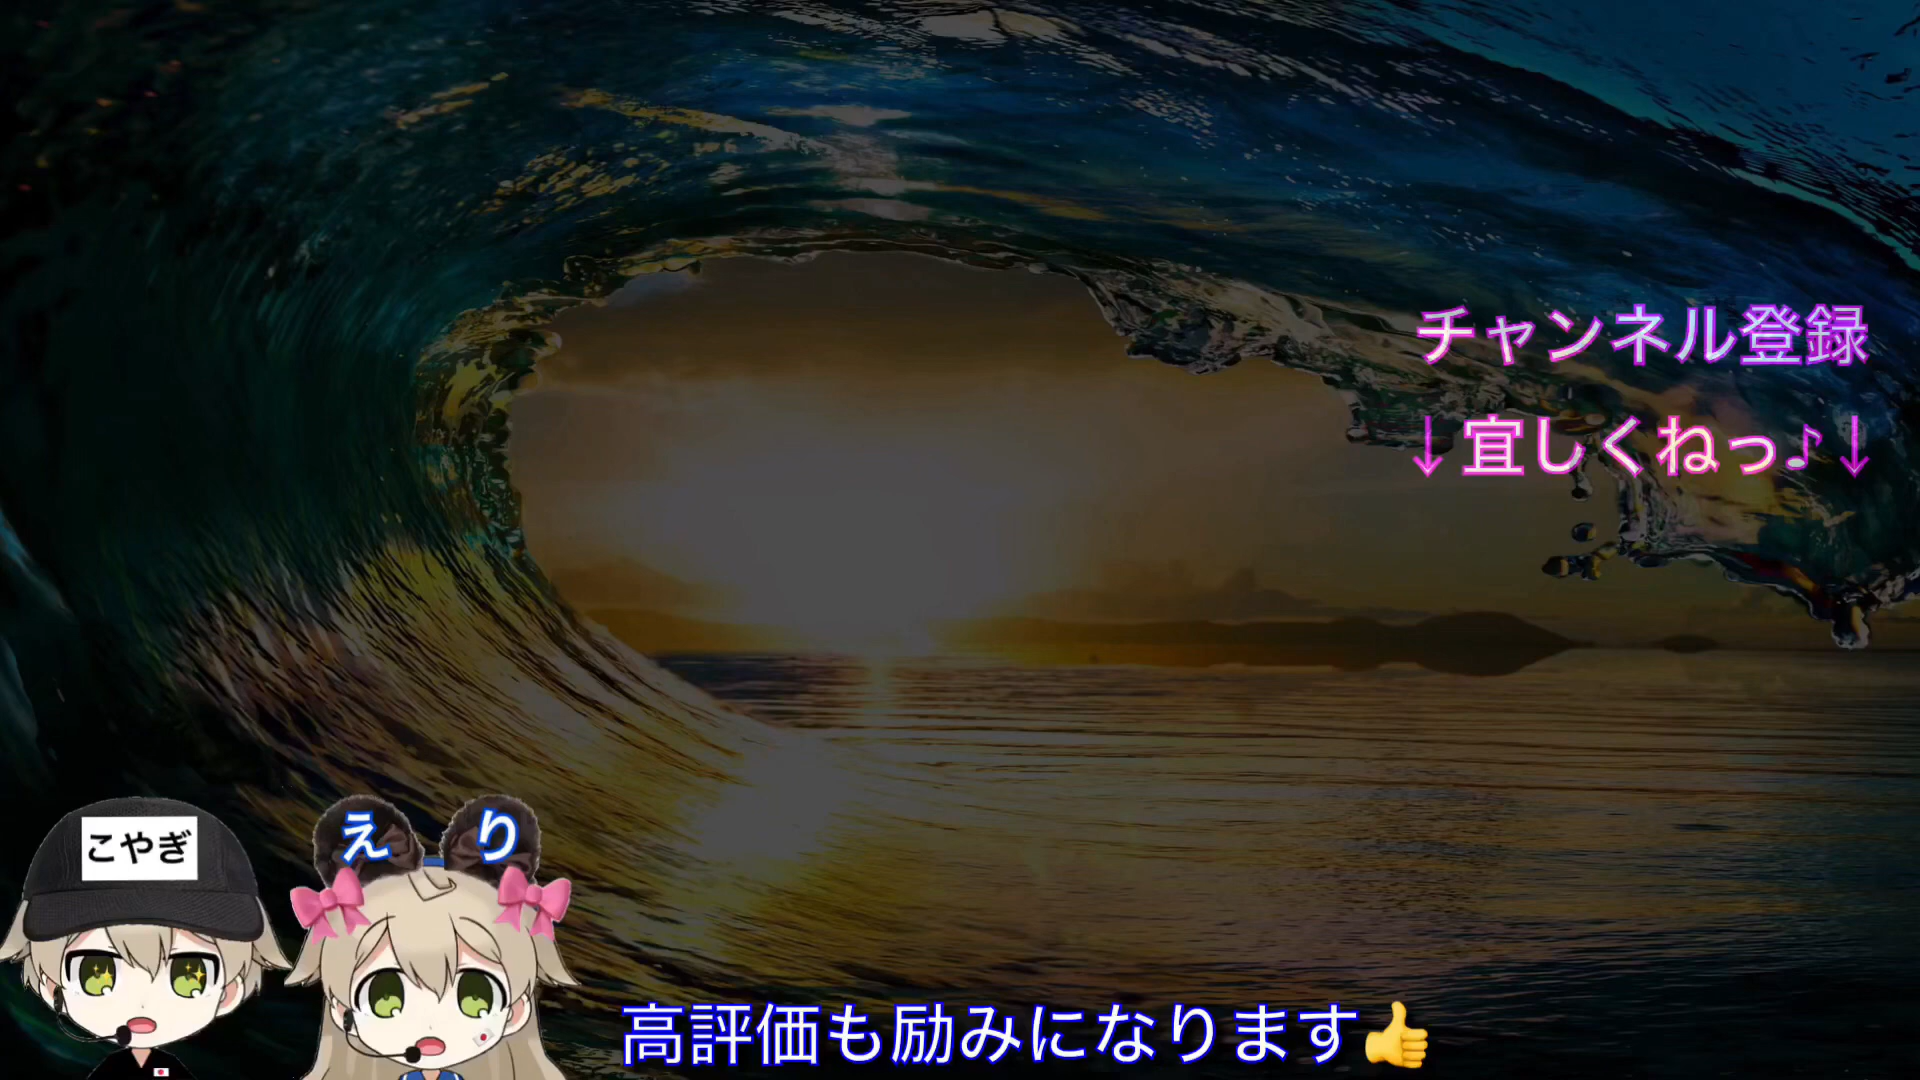 チャンネル登録
↓宜しくねっ♪↓
こやぎ
えり
高評価も励みになります👍